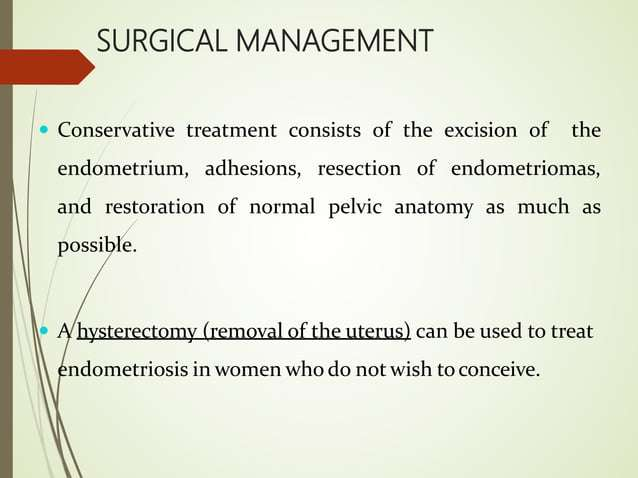 SURGICAL MANAGEMENT
• Conservative treatment consists of the excision of the
endometrium, adhesions, resection of endometriomas,
and restoration of normal pelvic anatomy as much as
possible.
• A hysterectomy (removal of the uterus) can be used to treat
endometriosis in women who do not wish to conceive.